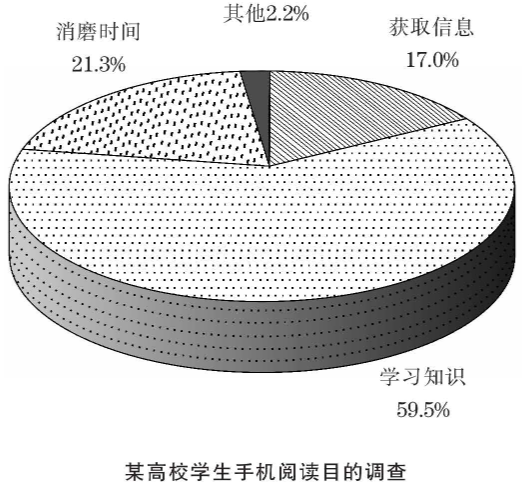 其他2.2%
消磨时间
21.3%
获取信息
17.0%
学习知识
59.5%
某高校学生手机阅读目的调查